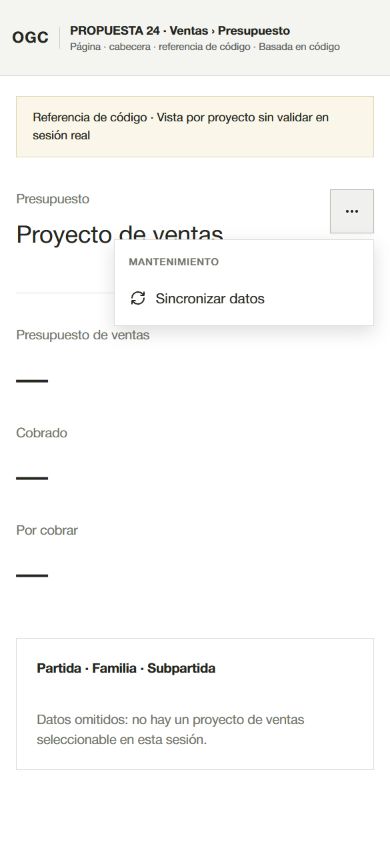 OGC
PROPUESTA 24 · Ventas › Presupuesto
Página · cabecera · referencia de código · Basada en código
Referencia de código · Vista por proyecto sin validar en
sesión real
Presupuesto
...
Proyecto de ventas
MANTENIMIENTO
Sincronizar datos
Presupuesto de ventas
—
Cobrado
—
Por cobrar
—
Partida · Familia · Subpartida
Datos omitidos: no hay un proyecto de ventas
seleccionable en esta sesión.